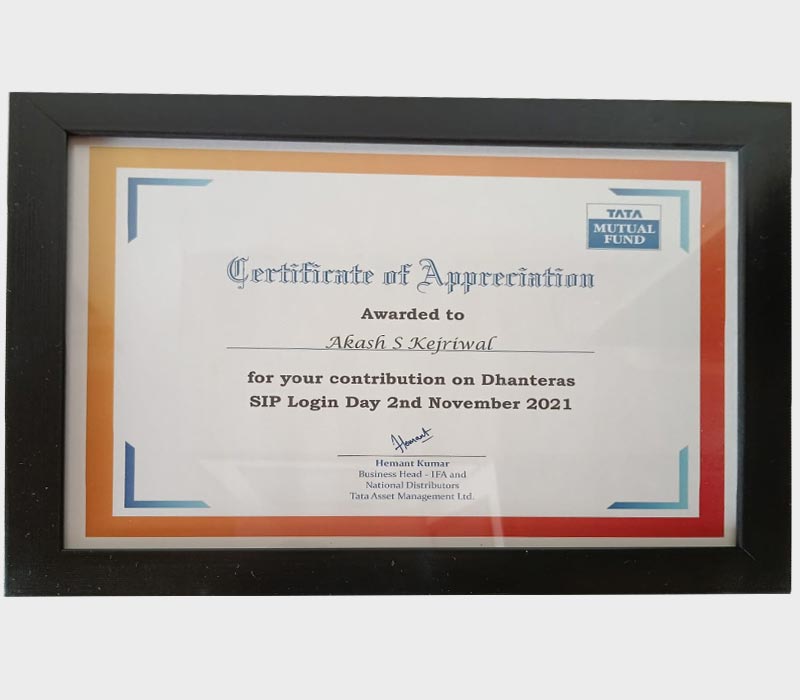 TATA
MUTUAL
FUND
Certificate of Appreciation
Awarded to
Akash S Kejriwal
for your contribution on Dhanteras
SIP Login Day 2nd November 2021
Hemant
Hemant Kumar
Business Head - IFA and
National Distributors
Tata Asset Management Ltd.